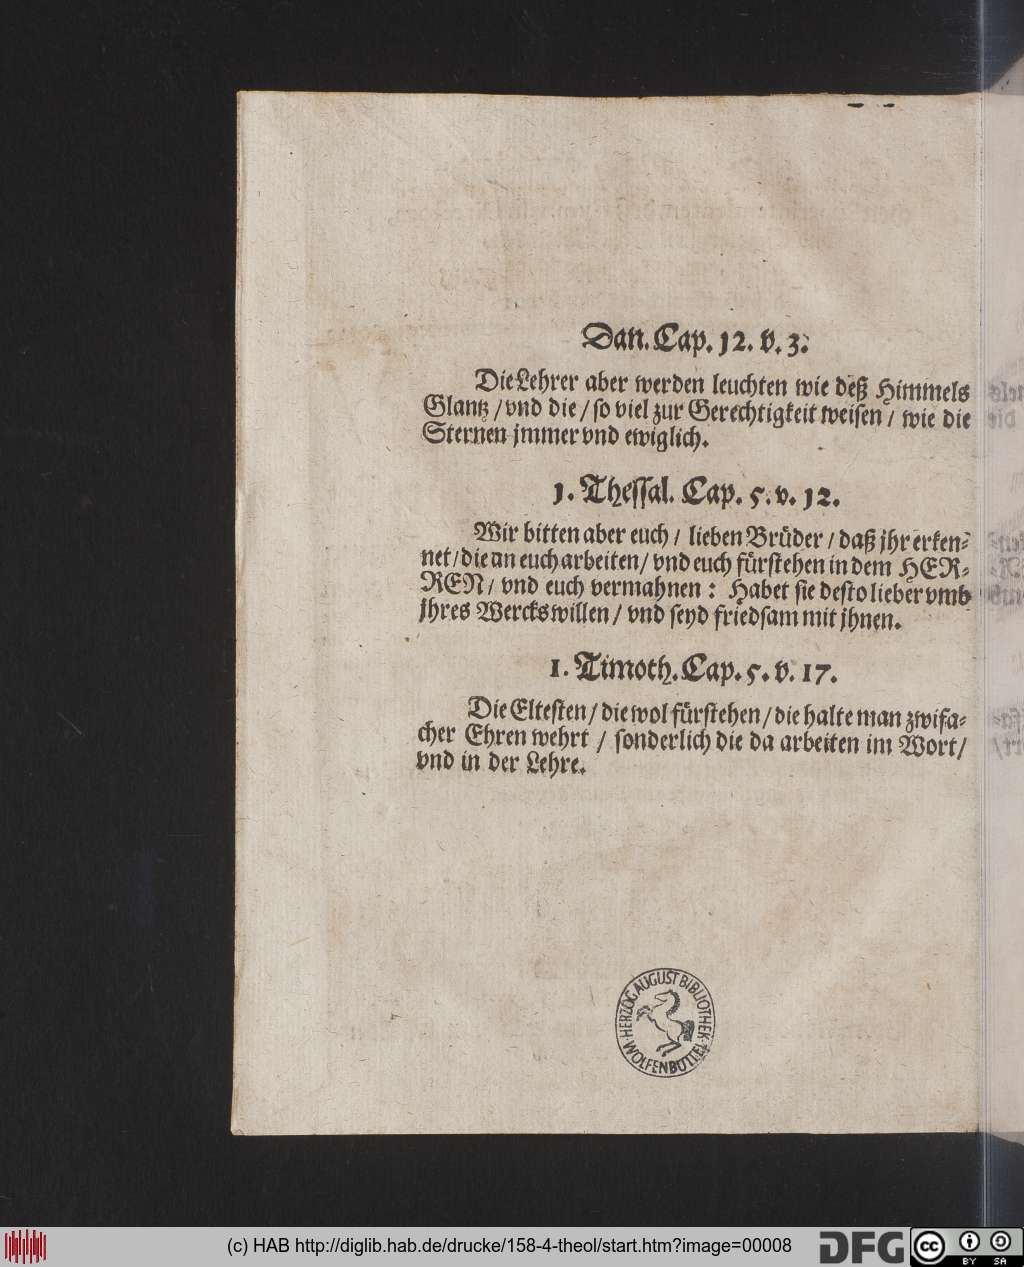 Dan. Cap. 12. v. 3.
Die Lehrer aber werden leuchten wie deß Himmels
Glantz / vnd die / so viel zur Gerechtigkeit weisen / wie die
Sternen jmmer vnd ewiglich.
1. Thessal. Cap. 5. v. 12.
Wir bitten aber euch / lieben Brüder / daß jhr erken-
net / die an euch arbeiten / vnd euch fürstehen in dem HER-
REN / vnd euch vermahnen : Habet sie desto lieber vmb
jhres Wercks willen / vnd seyd friedsam mit jhnen.
1. Timoth. Cap. 5. v. 17.
Die Eltesten / die wol fürstehen / die halte man zwifa-
cher Ehren wehrt / sonderlich die da arbeiten im Wort /
vnd in der Lehre.
HERZOG AUGUST BIBLIOTHEK
WOLFENBÜTTEL
(c) HAB http://diglib.hab.de/drucke/158-4-theol/start.htm?image=00008
DFG
cc
BY SA